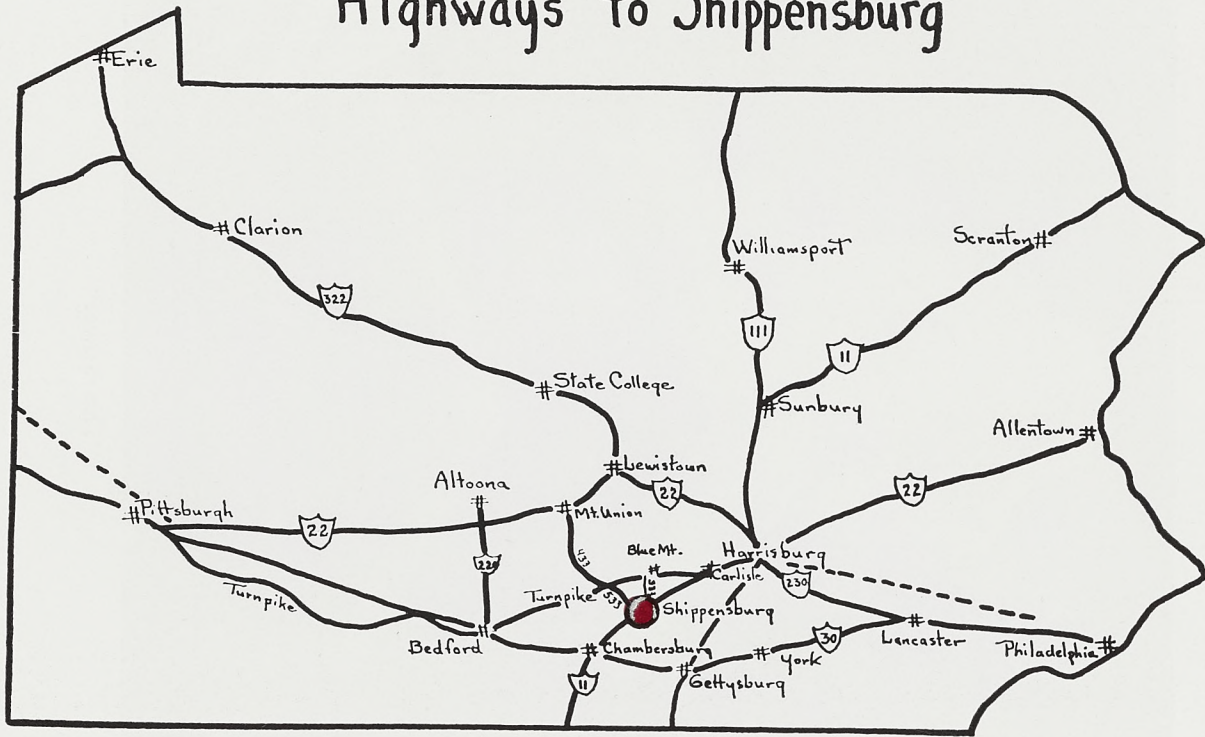 Highways to Shippensburg
Erie
Clarion
322
Williamsport
Scranton
111
11
State College
Sunbury
Allentown
Lewistown
22
22
Altoona
Pittsburgh
22
Mt. Union
433
220
Blue Mt.
Harrisburg
Carlisle
230
Turnpike
Turnpike
533
Shippensburg
Bedford
Chambersburg
30
Lancaster
Philadelphia
York
11
Gettysburg